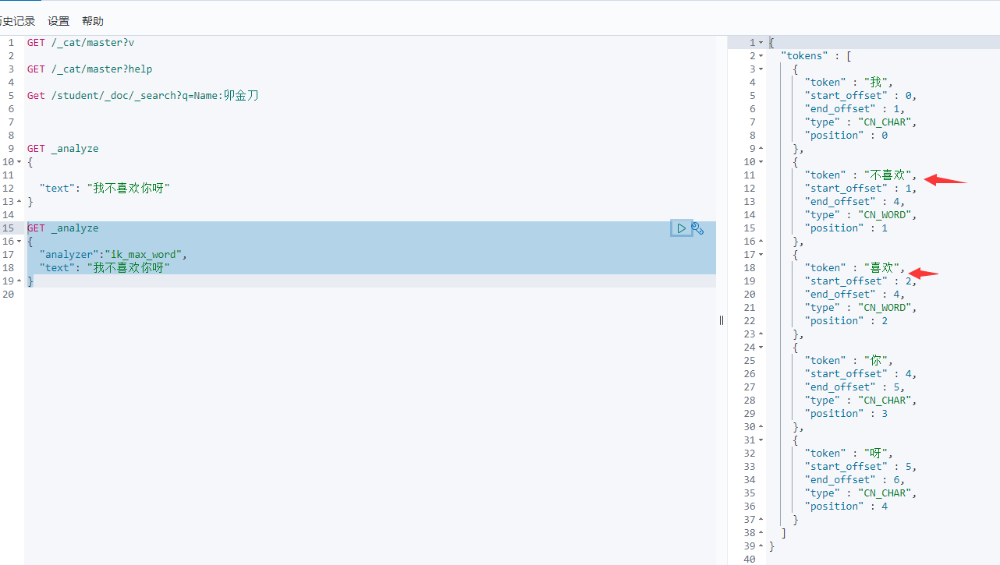 历史记录 设置 帮助
1 GET /_cat/master?v
2
3 GET /_cat/master?help
4
5 Get /student/_doc/_search?q=Name:卯金刀
6
7
8
9 GET _analyze
10 {
11
12 "text": "我不喜欢你呀"
13 }
14
15 GET _analyze
16 {
17 "analyzer":"ik_max_word",
18 "text": "我不喜欢你呀"
19 }
20
1 {
2 "tokens" : [
3 {
4 "token" : "我",
5 "start_offset" : 0,
6 "end_offset" : 1,
7 "type" : "CN_CHAR",
8 "position" : 0
9 },
10 {
11 "token" : "不喜欢",
12 "start_offset" : 1,
13 "end_offset" : 4,
14 "type" : "CN_WORD",
15 "position" : 1
16 },
17 {
18 "token" : "喜欢",
19 "start_offset" : 2,
20 "end_offset" : 4,
21 "type" : "CN_WORD",
22 "position" : 2
23 },
24 {
25 "token" : "你",
26 "start_offset" : 4,
27 "end_offset" : 5,
28 "type" : "CN_CHAR",
29 "position" : 3
30 },
31 {
32 "token" : "呀",
33 "start_offset" : 5,
34 "end_offset" : 6,
35 "type" : "CN_CHAR",
36 "position" : 4
37 }
38 ]
39 }
40